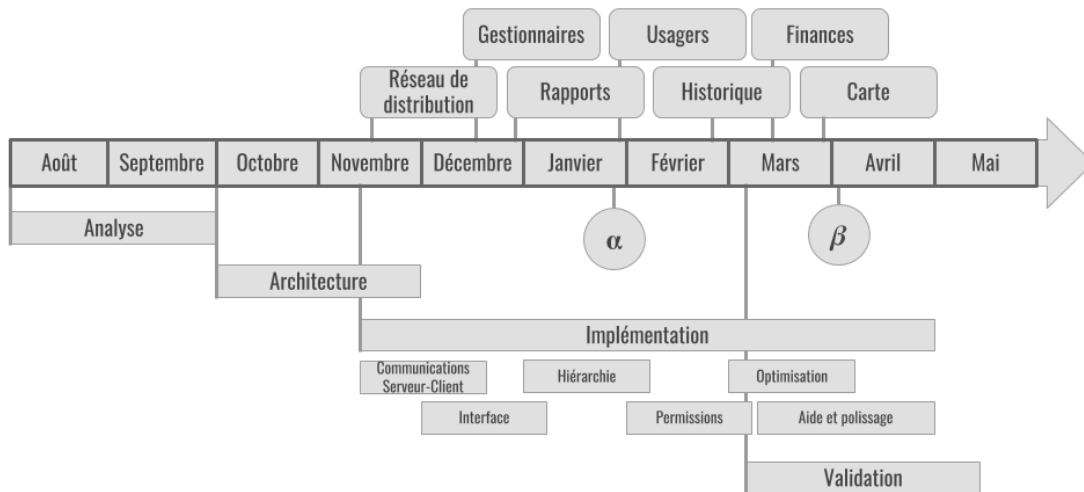 Gestionnaires
Usagers
Finances
Réseau de
distribution
Rapports
Historique
Carte
Août
Septembre
Octobre
Novembre
Décembre
Janvier
Février
Mars
Avril
Mai
Analyse
α
β
Architecture
Implémentation
Communications
Serveur-Client
Hiérarchie
Optimisation
Interface
Permissions
Aide et polissage
Validation